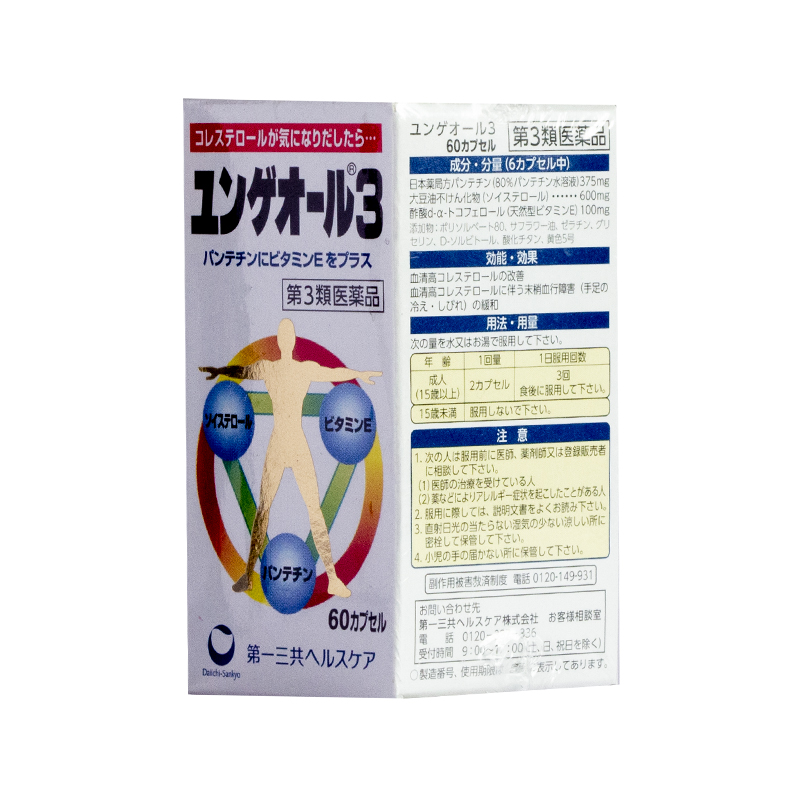 コレステロールが気になりだしたら…
ユンゲオール®3
パンテチンにビタミンEをプラス
第3類医薬品
ソイステロール
ビタミンE
パンテチン
60カプセル
Daiichi-Sankyo
第一三共ヘルスケア
ユンゲオール3
60カプセル
第3類医薬品
成分・分量(6カプセル中)
日本薬局方パンテチン(80%パンテチン水溶液)375mg
大豆油不けん化物(ソイステロール)……600mg
酢酸d-α-トコフェロール(天然型ビタミンE)100mg
添加物:ポリソルベート80、サフラワー油、ゼラチン、グリ
セリン、D-ソルビトール、酸化チタン、黄色5号
効能・効果
血清高コレステロールの改善
血清高コレステロールに伴う末梢血行障害(手足の
冷え・しびれ)の緩和
用法・用量
次の量を水又はお湯で服用して下さい。
年齢 1回量 1日服用回数
成人
(15歳以上) 2カプセル 3回
食後に服用して下さい。
15歳未満 服用しないで下さい。
注意
1. 次の人は服用前に医師、薬剤師又は登録販売者
に相談して下さい。
(1)医師の治療を受けている人
(2)薬などによりアレルギー症状を起こしたことがある人
2. 服用に際しては、説明文書をよくお読み下さい。
3. 直射日光の当たらない湿気の少ない涼しい所に
密栓して保管して下さい。
4. 小児の手の届かない所に保管して下さい。
副作用被害救済制度 電話 0120-149-931
お問い合わせ先
第一三共ヘルスケア株式会社 お客様相談室
電話 0120- 336
受付時間 9:00~ :00(土、日、祝日を除く)
○製造番号、使用期限 表示してあります。